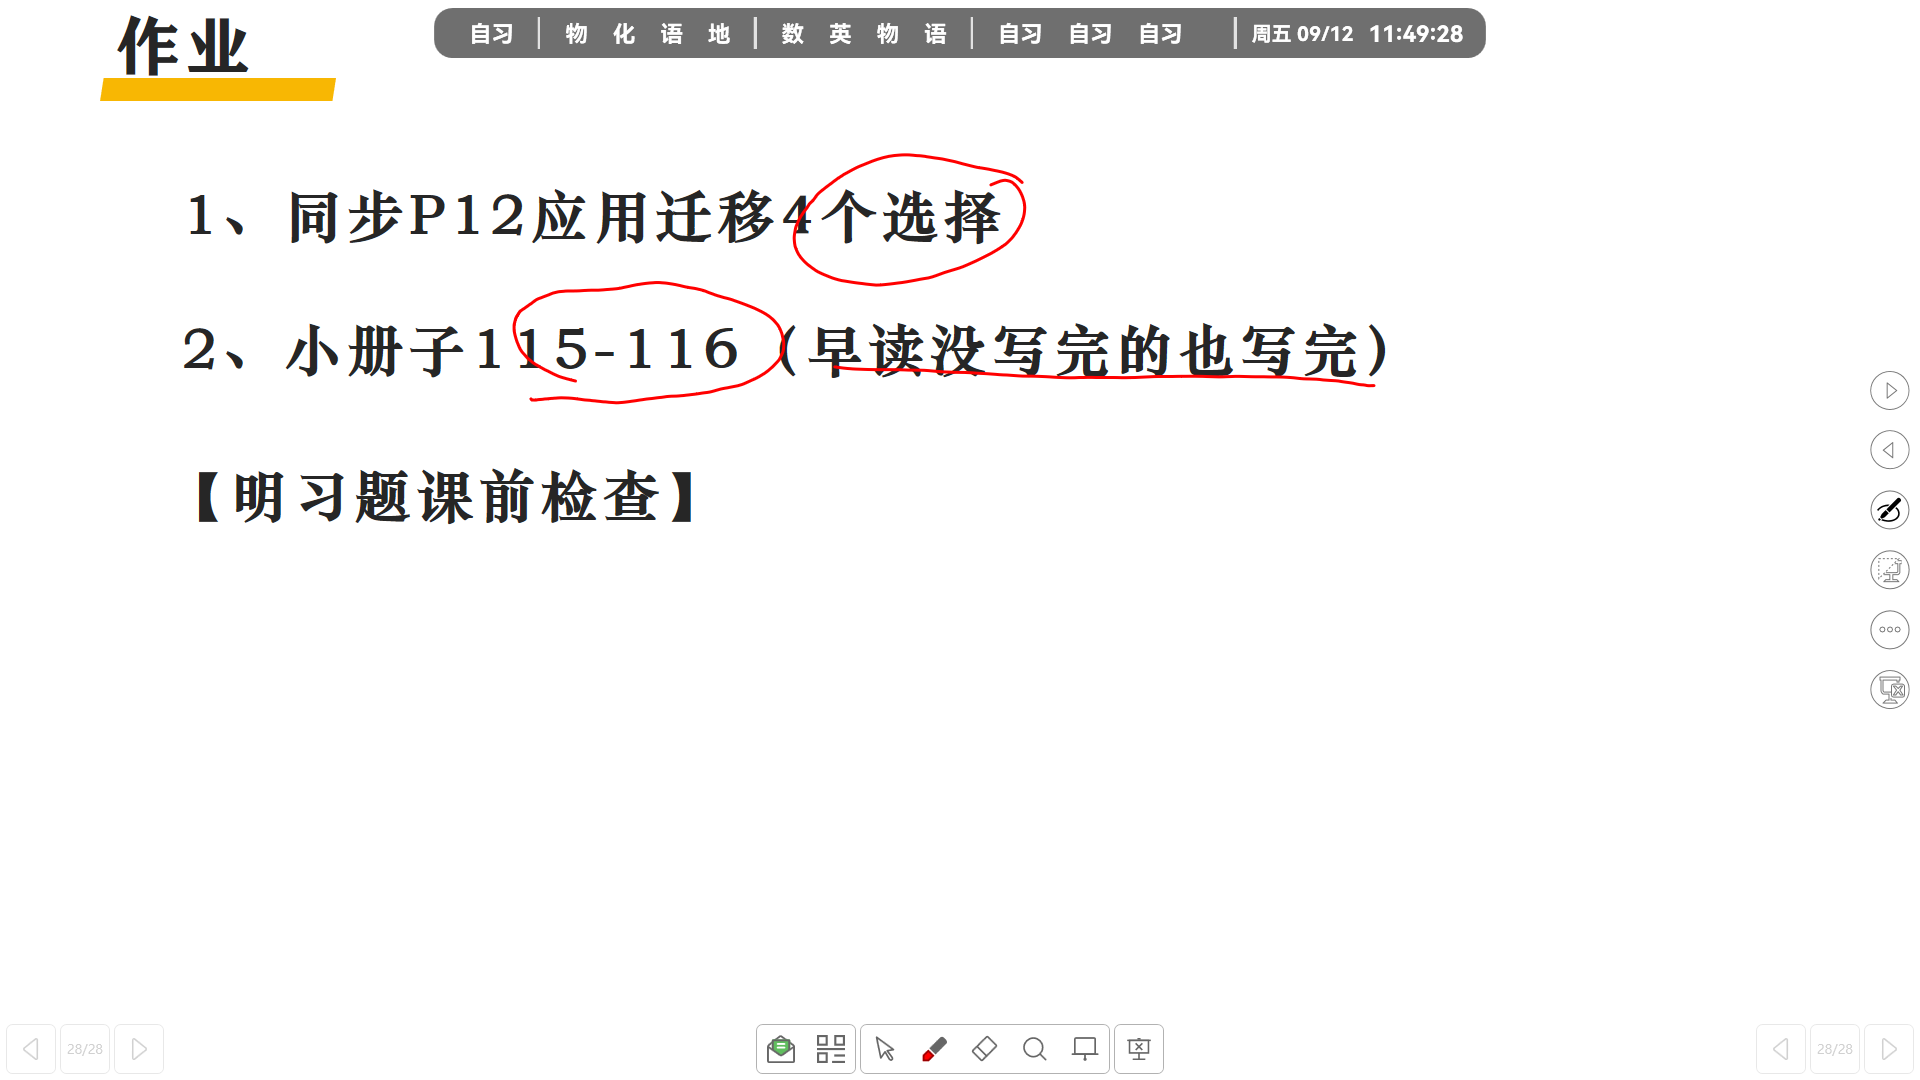 作业
自习 | 物 化 语 地 | 数 英 物 语 | 自习 自习 自习 | 周五 09/12 11:49:28
1、同步P12应用迁移4个选择
2、小册子115-116（早读没写完的也写完）
【明习题课前检查】
28/28
28/28